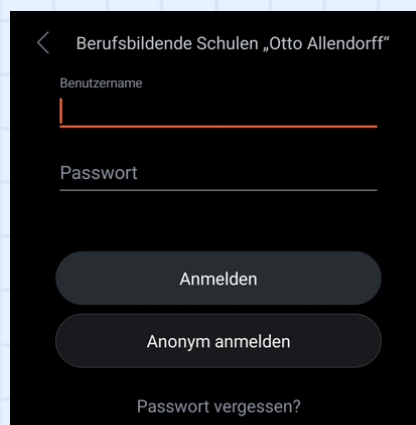 Berufsbildende Schulen „Otto Allendorff“
Benutzername
Passwort
Anmelden
Anonym anmelden
Passwort vergessen?